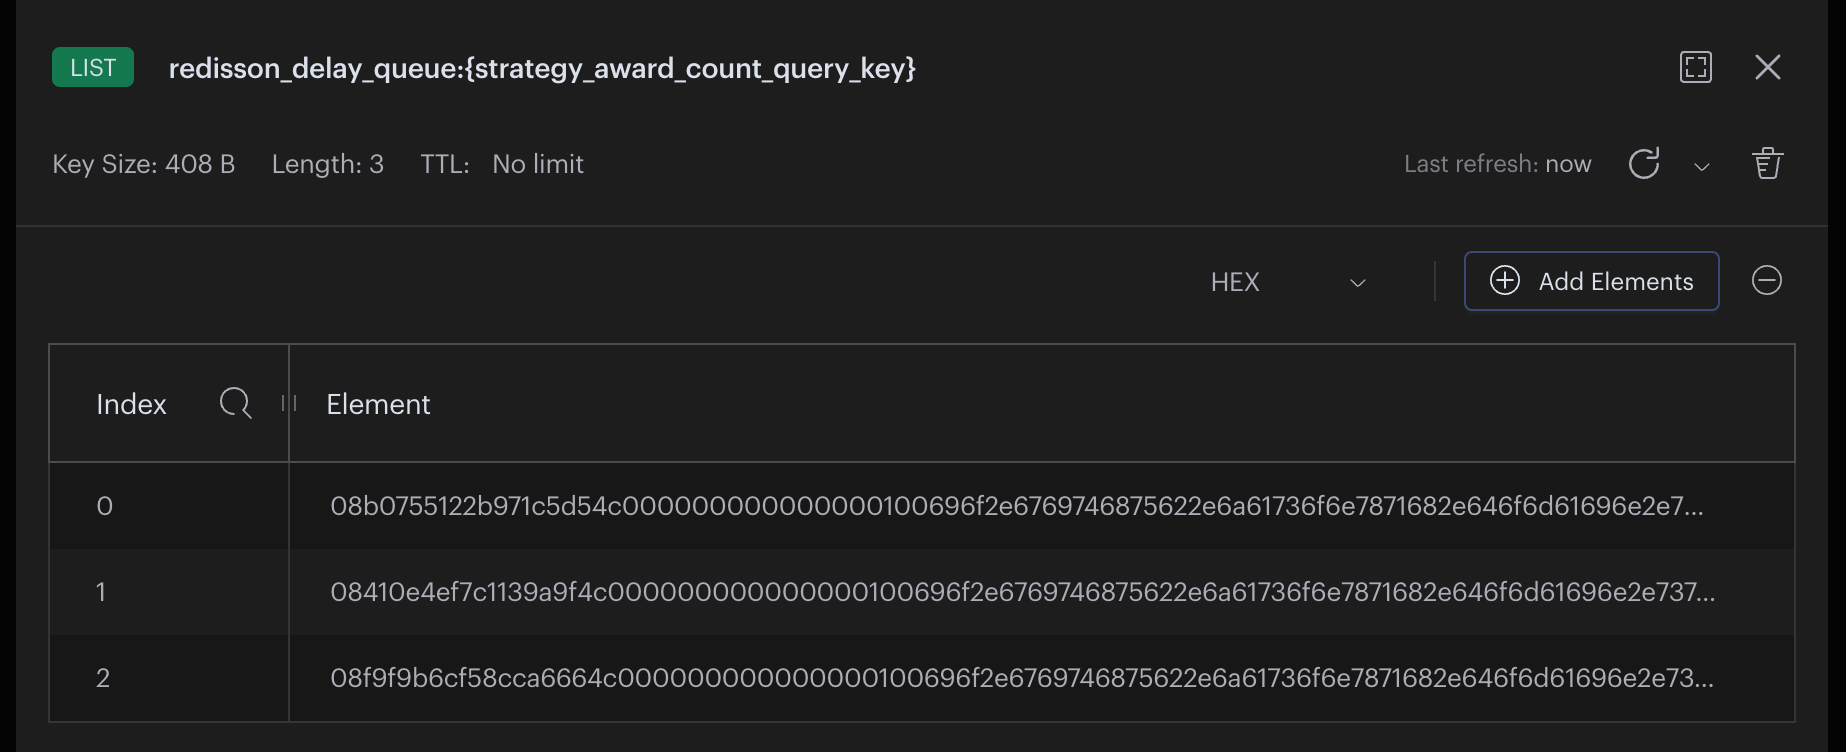 LIST redisson_delay_queue:{strategy_award_count_query_key}
Key Size: 408 B Length: 3 TTL: No limit Last refresh: now
HEX Add Elements
Index Element
0 08b0755122b971c5d54c000000000000000100696f2e6769746875622e6a61736f6e7871682e646f6d61696e2e7...
1 08410e4ef7c1139a9f4c000000000000000100696f2e6769746875622e6a61736f6e7871682e646f6d61696e2e737...
2 08f9f9b6cf58cca6664c000000000000000100696f2e6769746875622e6a61736f6e7871682e646f6d61696e2e73...